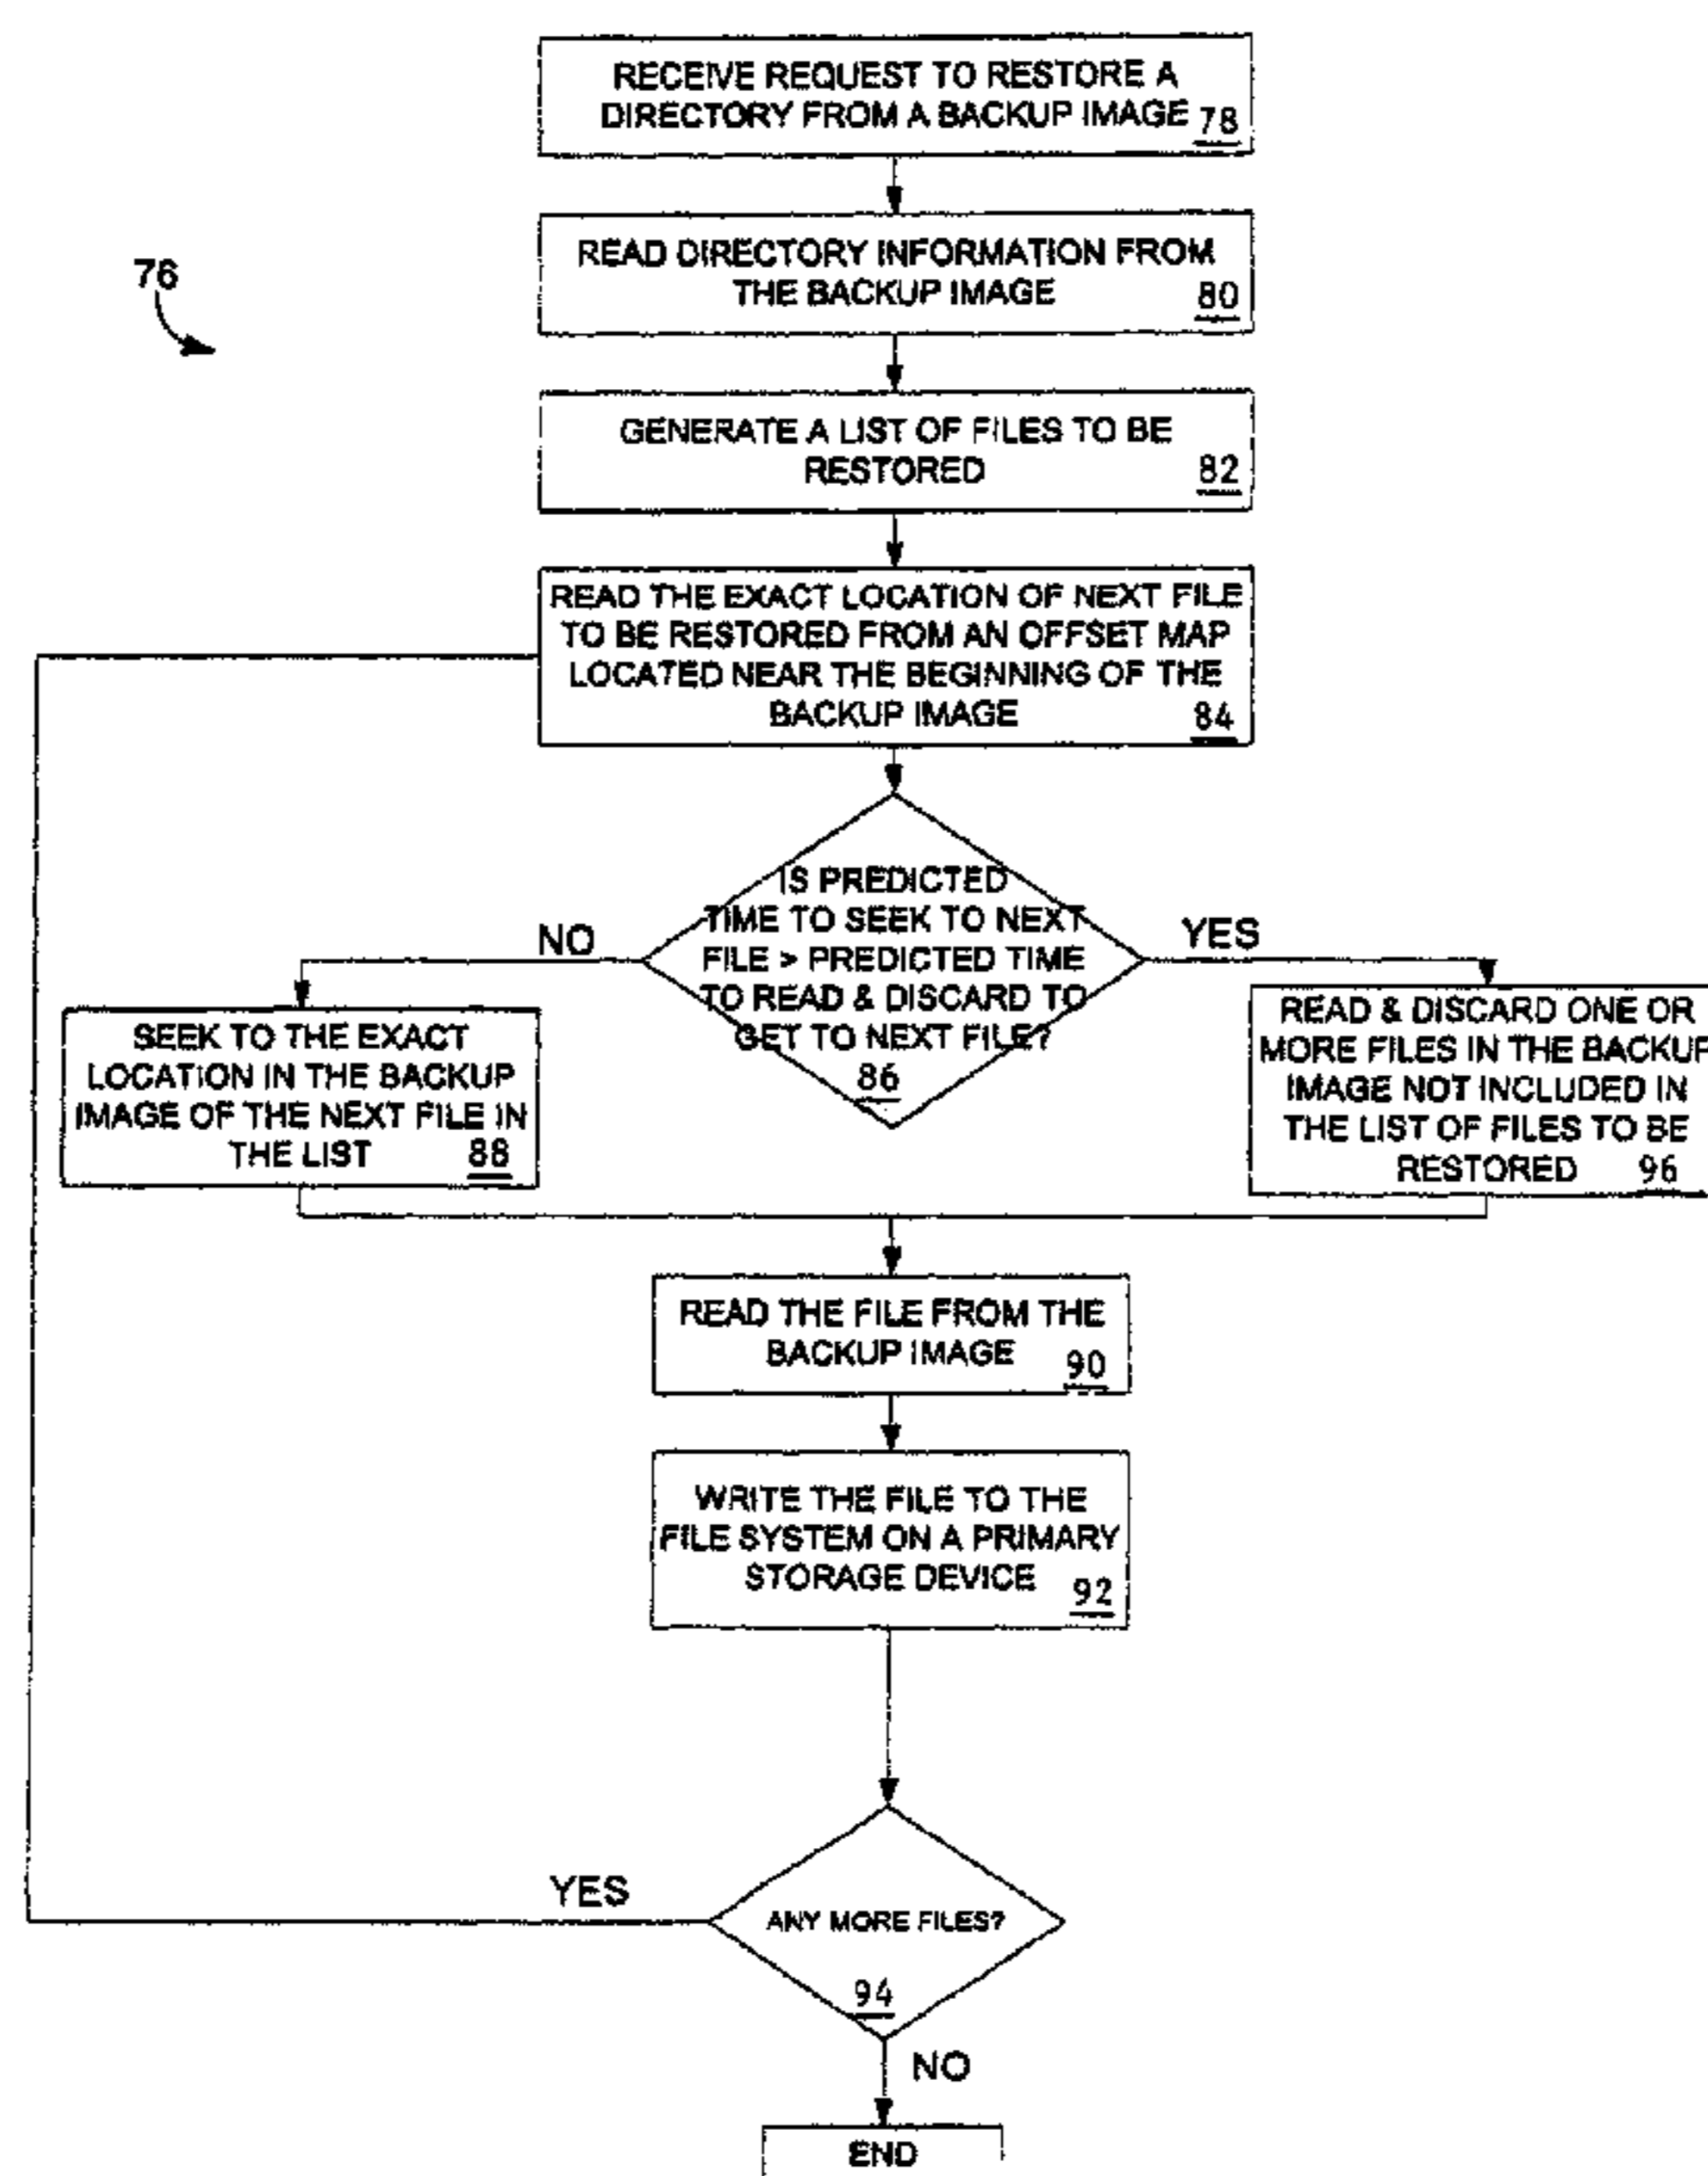 RECEIVE REQUEST TO RESTORE A
DIRECTORY FROM A BACKUP IMAGE 78
76
READ DIRECTORY INFORMATION FROM
THE BACKUP IMAGE 80
GENERATE A LIST OF FILES TO BE
RESTORED 82
READ THE EXACT LOCATION OF NEXT FILE
TO BE RESTORED FROM AN OFFSET MAP
LOCATED NEAR THE BEGINNING OF THE
BACKUP IMAGE 84
IS PREDICTED
TIME TO SEEK TO NEXT
FILE > PREDICTED TIME
TO READ & DISCARD TO
GET TO NEXT FILE?
86
NO
YES
SEEK TO THE EXACT
LOCATION IN THE BACKUP
IMAGE OF THE NEXT FILE IN
THE LIST 88
READ & DISCARD ONE OR
MORE FILES IN THE BACKUP
IMAGE NOT INCLUDED IN
THE LIST OF FILES TO BE
RESTORED 96
READ THE FILE FROM THE
BACKUP IMAGE 90
WRITE THE FILE TO THE
FILE SYSTEM ON A PRIMARY
STORAGE DEVICE 92
YES
ANY MORE FILES?
94
NO
END